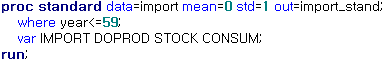 proc standard data=import mean=0 std=1 out=import_stand;
where year<=59;
var IMPORT DOPROD STOCK CONSUM;
run;